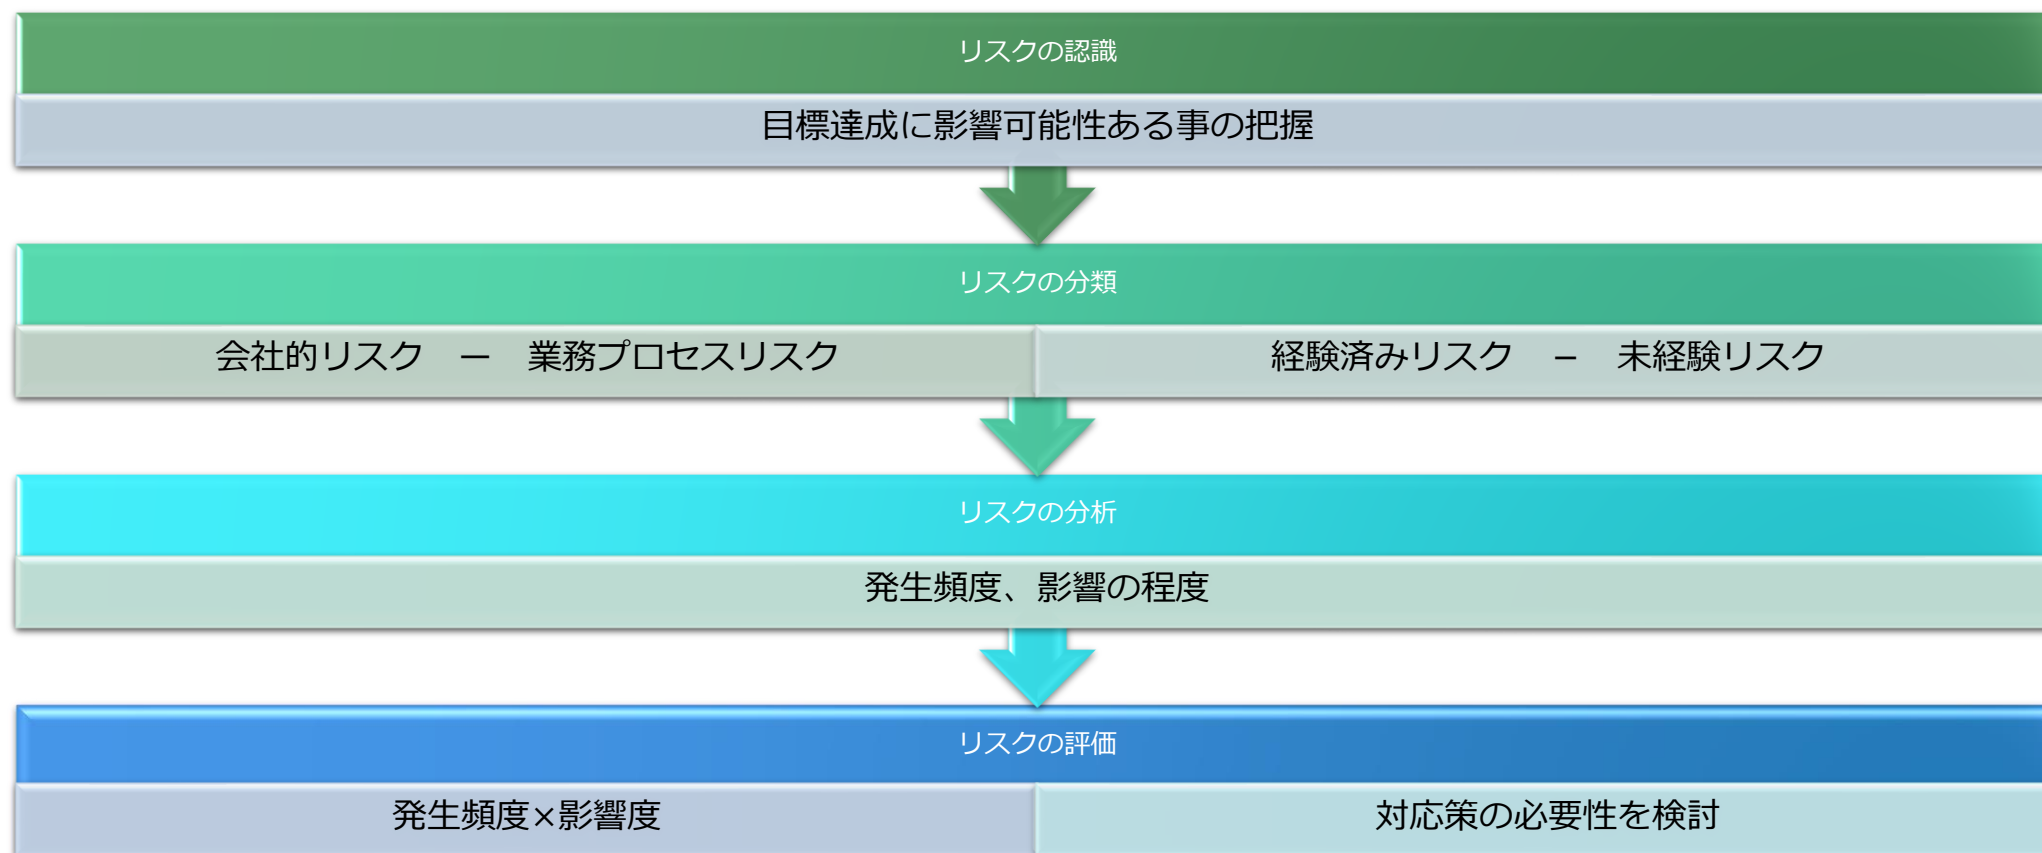 リスクの認識
目標達成に影響可能性ある事の把握
リスクの分類
会社的リスク　ー　業務プロセスリスク
経験済みリスク　－　未経験リスク
リスクの分析
発生頻度、影響の程度
リスクの評価
発生頻度×影響度
対応策の必要性を検討